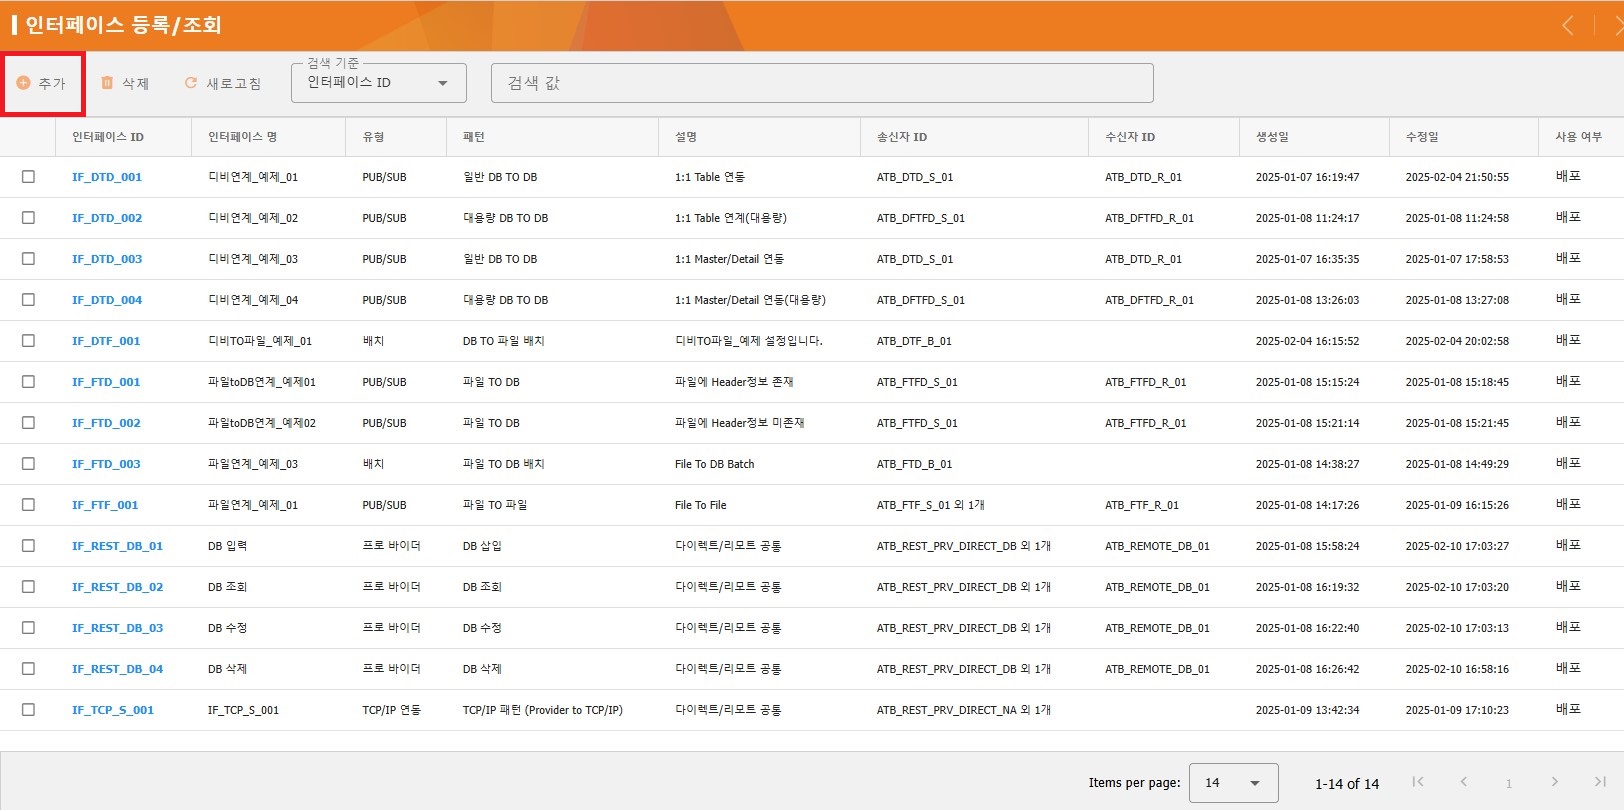 인터페이스 등록/조회
추가 삭제 새로고침 검색 기준 인터페이스 ID 검색 값
인터페이스 ID 인터페이스 명 유형 패턴 설명 송신자 ID 수신자 ID 생성일 수정일 사용 여부
IF_DTD_001 디비연계_예제_01 PUB/SUB 일반 DB TO DB 1:1 Table 연동 ATB_DTD_S_01 ATB_DTD_R_01 2025-01-07 16:19:47 2025-02-04 21:50:55 배포
IF_DTD_002 디비연계_예제_02 PUB/SUB 대용량 DB TO DB 1:1 Table 연계(대용량) ATB_DFTFD_S_01 ATB_DFTFD_R_01 2025-01-08 11:24:17 2025-01-08 11:24:58 배포
IF_DTD_003 디비연계_예제_03 PUB/SUB 일반 DB TO DB 1:1 Master/Detail 연동 ATB_DTD_S_01 ATB_DTD_R_01 2025-01-07 16:35:35 2025-01-07 17:58:53 배포
IF_DTD_004 디비연계_예제_04 PUB/SUB 대용량 DB TO DB 1:1 Master/Detail 연동(대용량) ATB_DFTFD_S_01 ATB_DFTFD_R_01 2025-01-08 13:26:03 2025-01-08 13:27:08 배포
IF_DTF_001 디비TO파일_예제_01 배치 DB TO 파일 배치 디비TO파일_예제 설정입니다. ATB_DTF_B_01 2025-02-04 16:15:52 2025-02-04 20:02:58 배포
IF_FTD_001 파일toDB연계_예제01 PUB/SUB 파일 TO DB 파일에 Header정보 존재 ATB_FTFD_S_01 ATB_FTFD_R_01 2025-01-08 15:15:24 2025-01-08 15:18:45 배포
IF_FTD_002 파일toDB연계_예제02 PUB/SUB 파일 TO DB 파일에 Header정보 미존재 ATB_FTFD_S_01 ATB_FTFD_R_01 2025-01-08 15:21:14 2025-01-08 15:21:45 배포
IF_FTD_003 파일연계_예제_03 배치 파일 TO DB 배치 File To DB Batch ATB_FTD_B_01 2025-01-08 14:38:27 2025-01-08 14:49:29 배포
IF_FTF_001 파일연계_예제_01 PUB/SUB 파일 TO 파일 File To File ATB_FTF_S_01 외 1개 ATB_FTF_R_01 2025-01-08 14:17:26 2025-01-09 16:15:26 배포
IF_REST_DB_01 DB 입력 프로 바이더 DB 삽입 다이렉트/리모트 공통 ATB_REST_PRV_DIRECT_DB 외 1개 ATB_REMOTE_DB_01 2025-01-08 15:58:24 2025-02-10 17:03:27 배포
IF_REST_DB_02 DB 조회 프로 바이더 DB 조회 다이렉트/리모트 공통 ATB_REST_PRV_DIRECT_DB 외 1개 ATB_REMOTE_DB_01 2025-01-08 16:19:32 2025-02-10 17:03:20 배포
IF_REST_DB_03 DB 수정 프로 바이더 DB 수정 다이렉트/리모트 공통 ATB_REST_PRV_DIRECT_DB 외 1개 ATB_REMOTE_DB_01 2025-01-08 16:22:40 2025-02-10 17:03:13 배포
IF_REST_DB_04 DB 삭제 프로 바이더 DB 삭제 다이렉트/리모트 공통 ATB_REST_PRV_DIRECT_DB 외 1개 ATB_REMOTE_DB_01 2025-01-08 16:26:42 2025-02-10 16:58:16 배포
IF_TCP_S_001 IF_TCP_S_001 TCP/IP 연동 TCP/IP 패턴 (Provider to TCP/IP) 다이렉트/리모트 공통 ATB_REST_PRV_DIRECT_NA 외 1개 2025-01-09 13:42:34 2025-01-09 17:10:23 배포
Items per page: 14 1-14 of 14 1